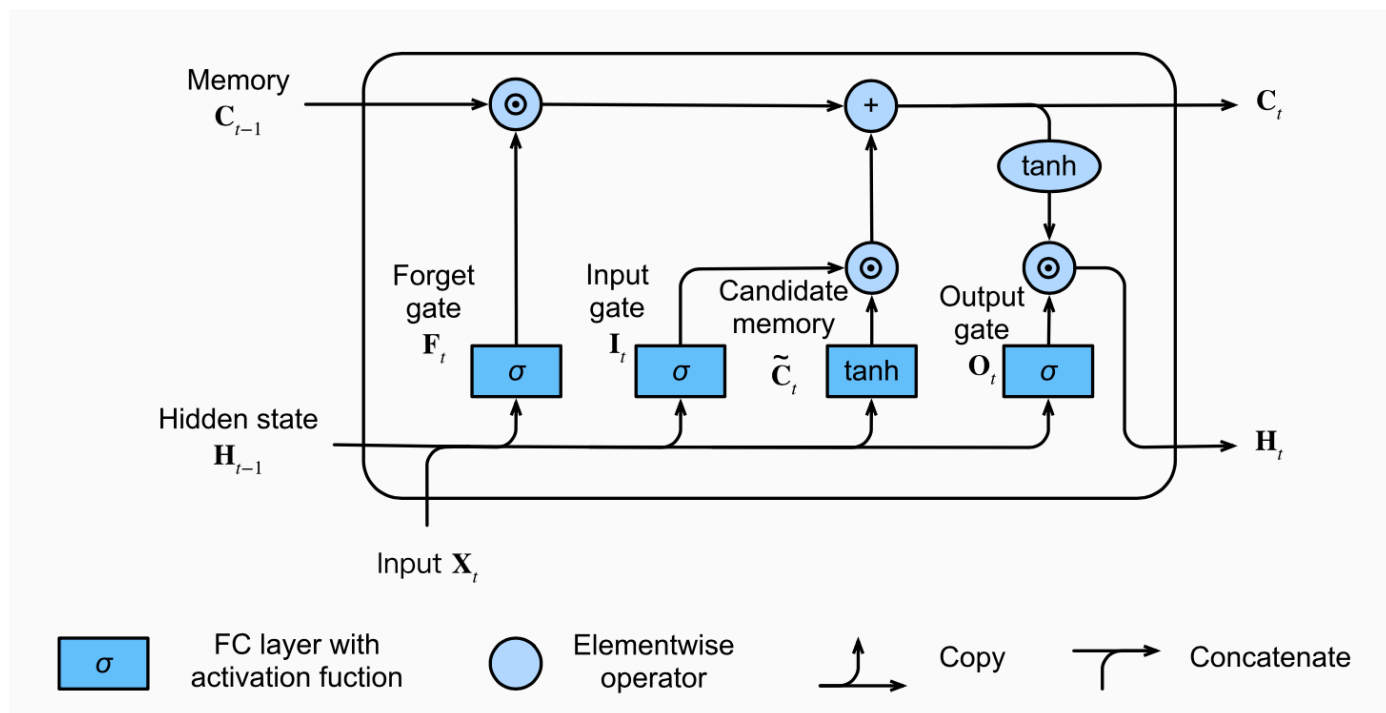 Memory
C_{t−1}
⊙
+
C_t
tanh
⊙
⊙
Forget
gate
F_t
Input
gate
I_t
Candidate
memory
C̃_t
Output
gate
O_t
σ
σ
tanh
σ
Hidden state
H_{t−1}
H_t
Input X_t
σ
FC layer with
activation fuction
Elementwise
operator
Copy
Concatenate